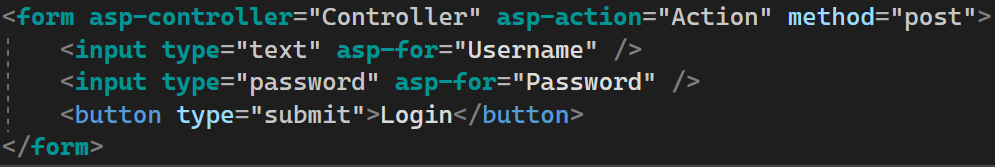 <form asp-controller="Controller" asp-action="Action" method="post">
<input type="text" asp-for="Username" />
<input type="password" asp-for="Password" />
<button type="submit">Login</button>
</form>